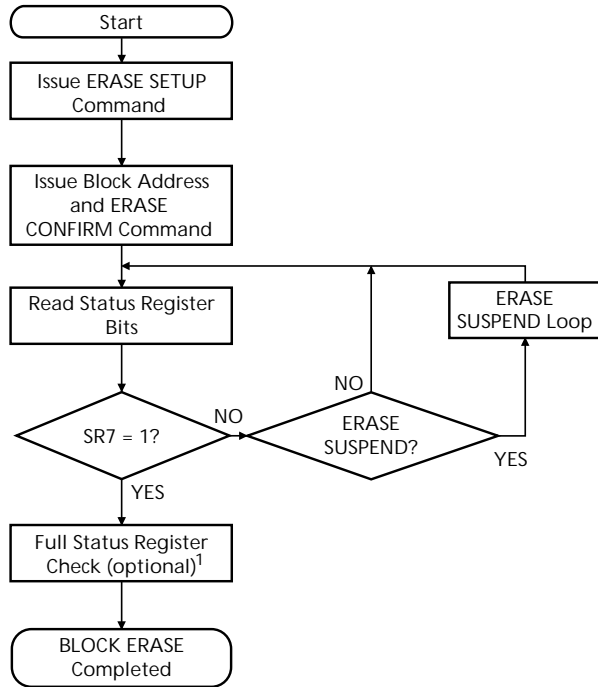 Start
Issue ERASE SETUP
Command
Issue Block Address
and ERASE
CONFIRM Command
Read Status Register
Bits
ERASE
SUSPEND Loop
SR7 = 1?
NO
ERASE
SUSPEND?
NO
YES
YES
Full Status Register
Check (optional)1
BLOCK ERASE
Completed